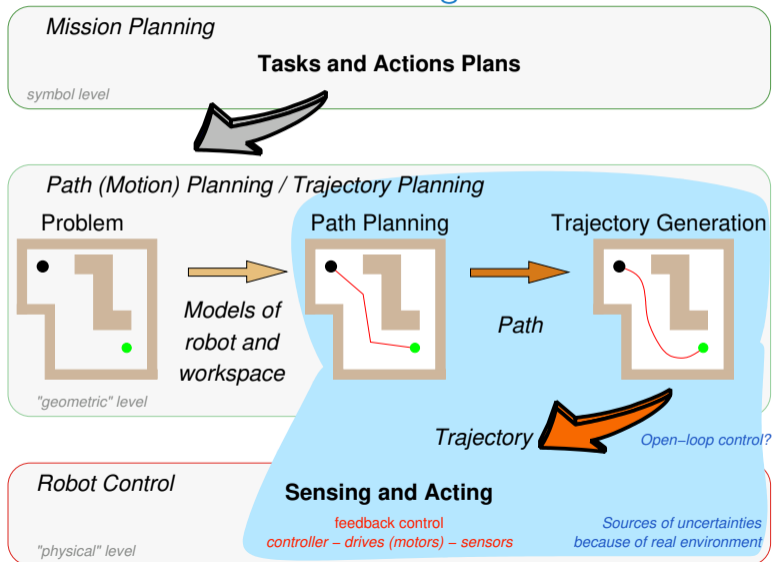 Mission Planning
Tasks and Actions Plans
symbol level
Path (Motion) Planning / Trajectory Planning
Problem
Path Planning
Trajectory Generation
Models of
robot and
workspace
Path
"geometric" level
Trajectory
Open−loop control?
Robot Control
Sensing and Acting
feedback control
controller − drives (motors) − sensors
Sources of uncertainties
because of real environment
"physical" level